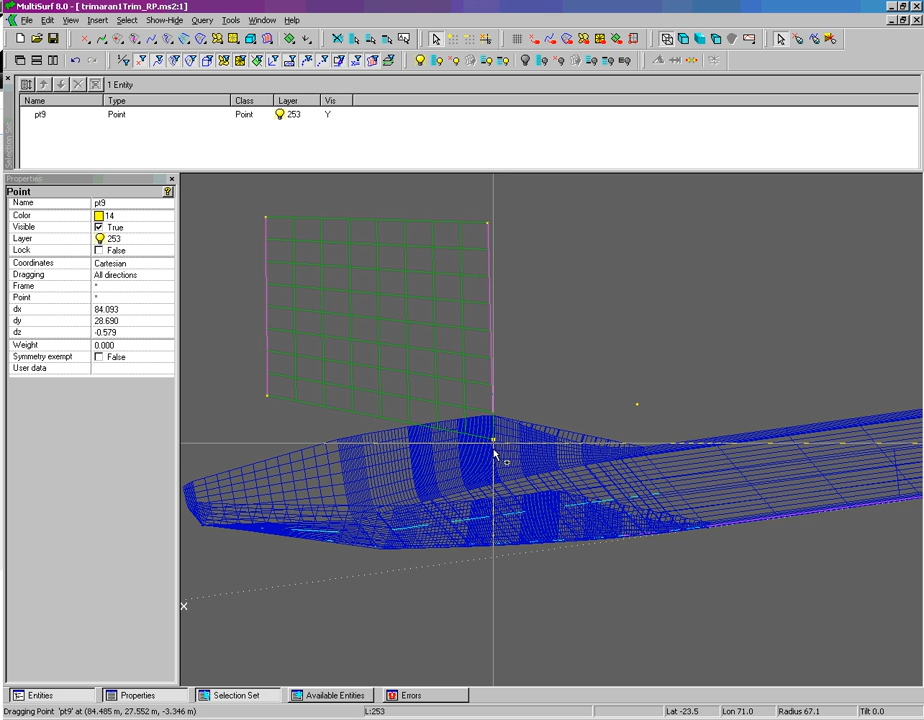 MultiSurf 8.0 - [ trimaran1Trim_RP.ms2:1]
File Edit View Insert Select Show-Hide Query Tools Window Help
1 Entity
Name Type Class Layer Vis
pt9 Point Point 253 Y
Selection Set
Properties
Point
Name pt9
Color 14
Visible True
Layer 253
Lock False
Coordinates Cartesian
Dragging All directions
Frame *
Point *
dx 84.093
dy 28.690
dz -0.579
Weight 0.000
Symmetry exempt False
User data
X
Entities Properties Selection Set Available Entities Errors
Dragging Point 'pt9' at (84.485 m, 27.552 m, -3.346 m) L:253 Lat -23.5 Lon 71.0 Radius 67.1 Tilt 0.0